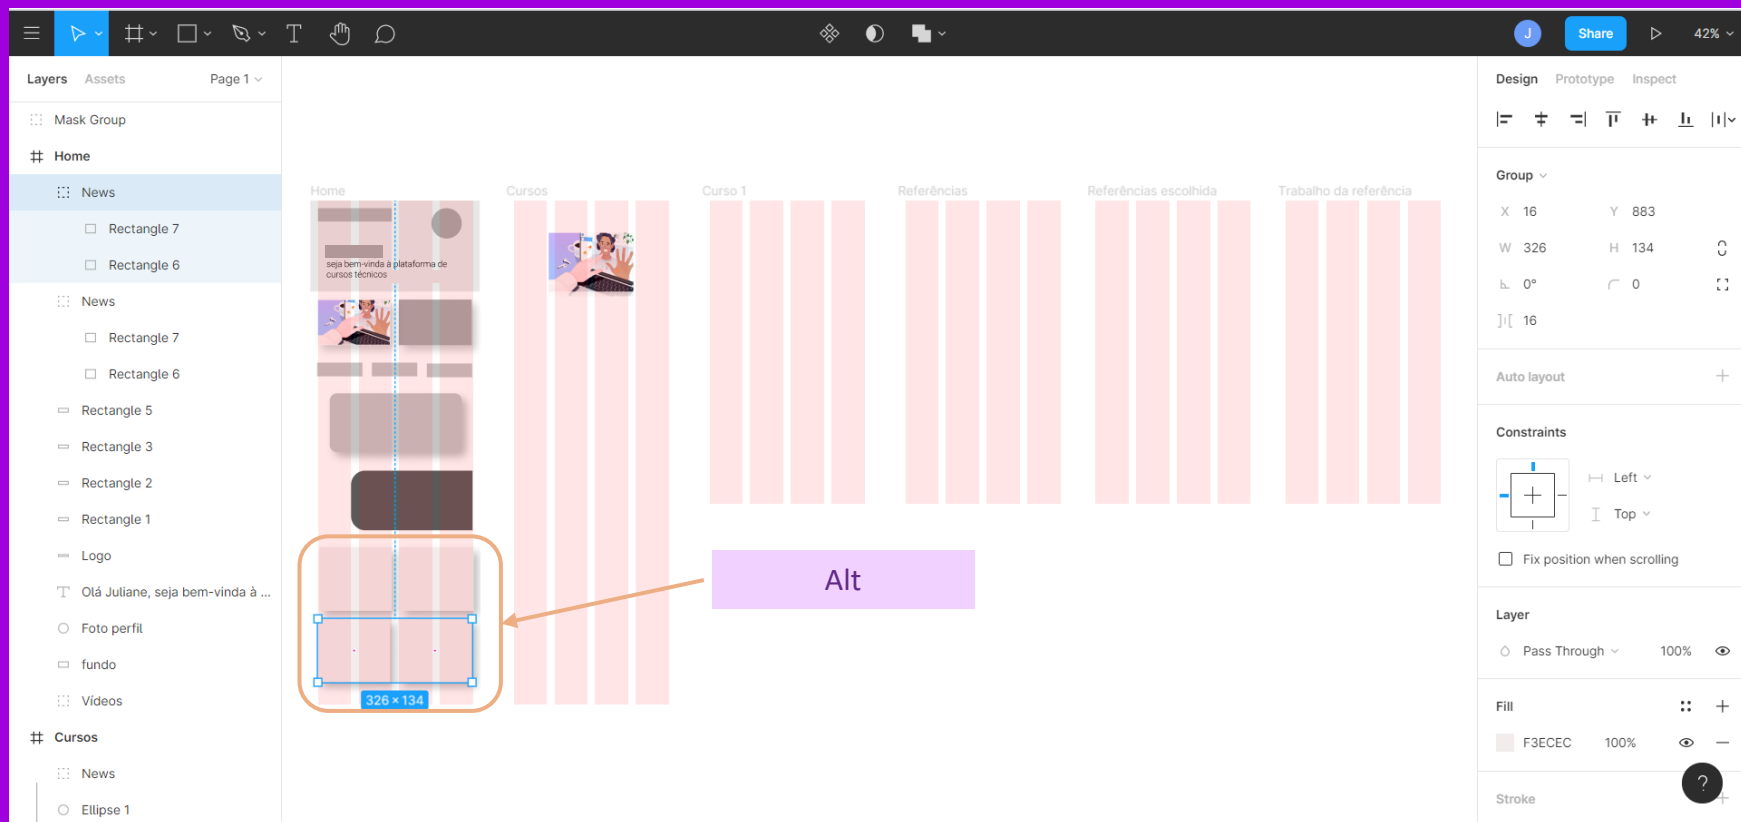 J
Share
42%
Layers
Assets
Page 1
Mask Group
Home
News
Rectangle 7
Rectangle 6
News
Rectangle 7
Rectangle 6
Rectangle 5
Rectangle 3
Rectangle 2
Rectangle 1
Logo
Olá Juliane, seja bem-vinda à ...
Foto perfil
fundo
Vídeos
Cursos
News
Ellipse 1
Home
Cursos
Curso 1
Referências
Referências escolhida
Trabalho da referência
seja bem-vinda à plataforma de
cursos técnicos
Alt
326 × 134
Design
Prototype
Inspect
Group
X 16
Y 883
W 326
H 134
0°
0
16
Auto layout
Constraints
Left
Top
Fix position when scrolling
Layer
Pass Through
100%
Fill
F3ECEC
100%
?
Stroke